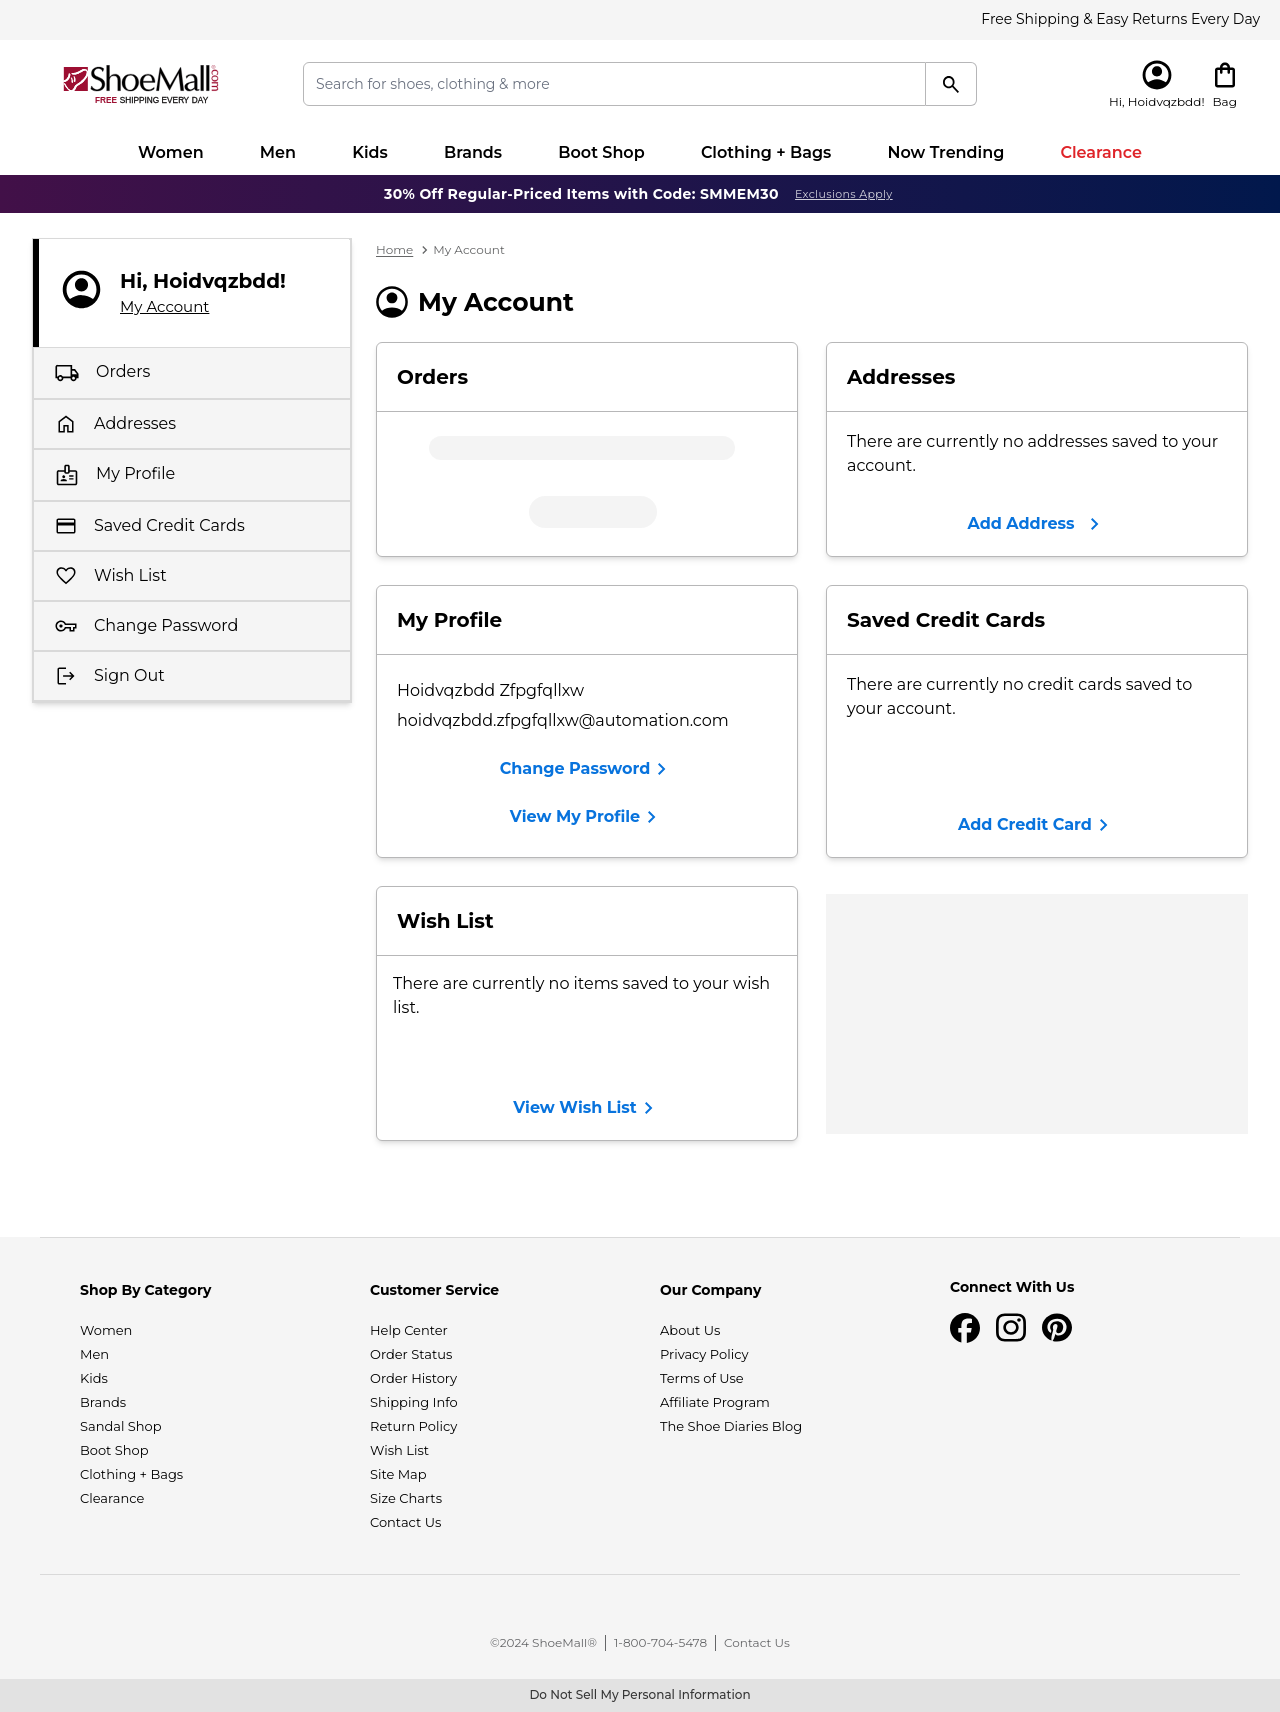 Free Shipping & Easy Returns Every Day
ShoeMall.com
FREE SHIPPING EVERY DAY
Search for shoes, clothing & more
Hi, Hoidvqzbdd!
Bag
Women
Men
Kids
Brands
Boot Shop
Clothing + Bags
Now Trending
Clearance
30% Off Regular-Priced Items with Code: SMMEM30 Exclusions Apply
Hi, Hoidvqzbdd!
My Account
Orders
Addresses
My Profile
Saved Credit Cards
Wish List
Change Password
Sign Out
Home > My Account
My Account
Orders
Addresses
There are currently no addresses saved to your
account.
Add Address
My Profile
Hoidvqzbdd Zfpgfqllxw
hoidvqzbdd.zfpgfqllxw@automation.com
Change Password
View My Profile
Saved Credit Cards
There are currently no credit cards saved to
your account.
Add Credit Card
Wish List
There are currently no items saved to your wish
list.
View Wish List
Shop By Category
Women
Men
Kids
Brands
Sandal Shop
Boot Shop
Clothing + Bags
Clearance
Customer Service
Help Center
Order Status
Order History
Shipping Info
Return Policy
Wish List
Site Map
Size Charts
Contact Us
Our Company
About Us
Privacy Policy
Terms of Use
Affiliate Program
The Shoe Diaries Blog
Connect With Us
©2024 ShoeMall® | 1-800-704-5478 | Contact Us
Do Not Sell My Personal Information